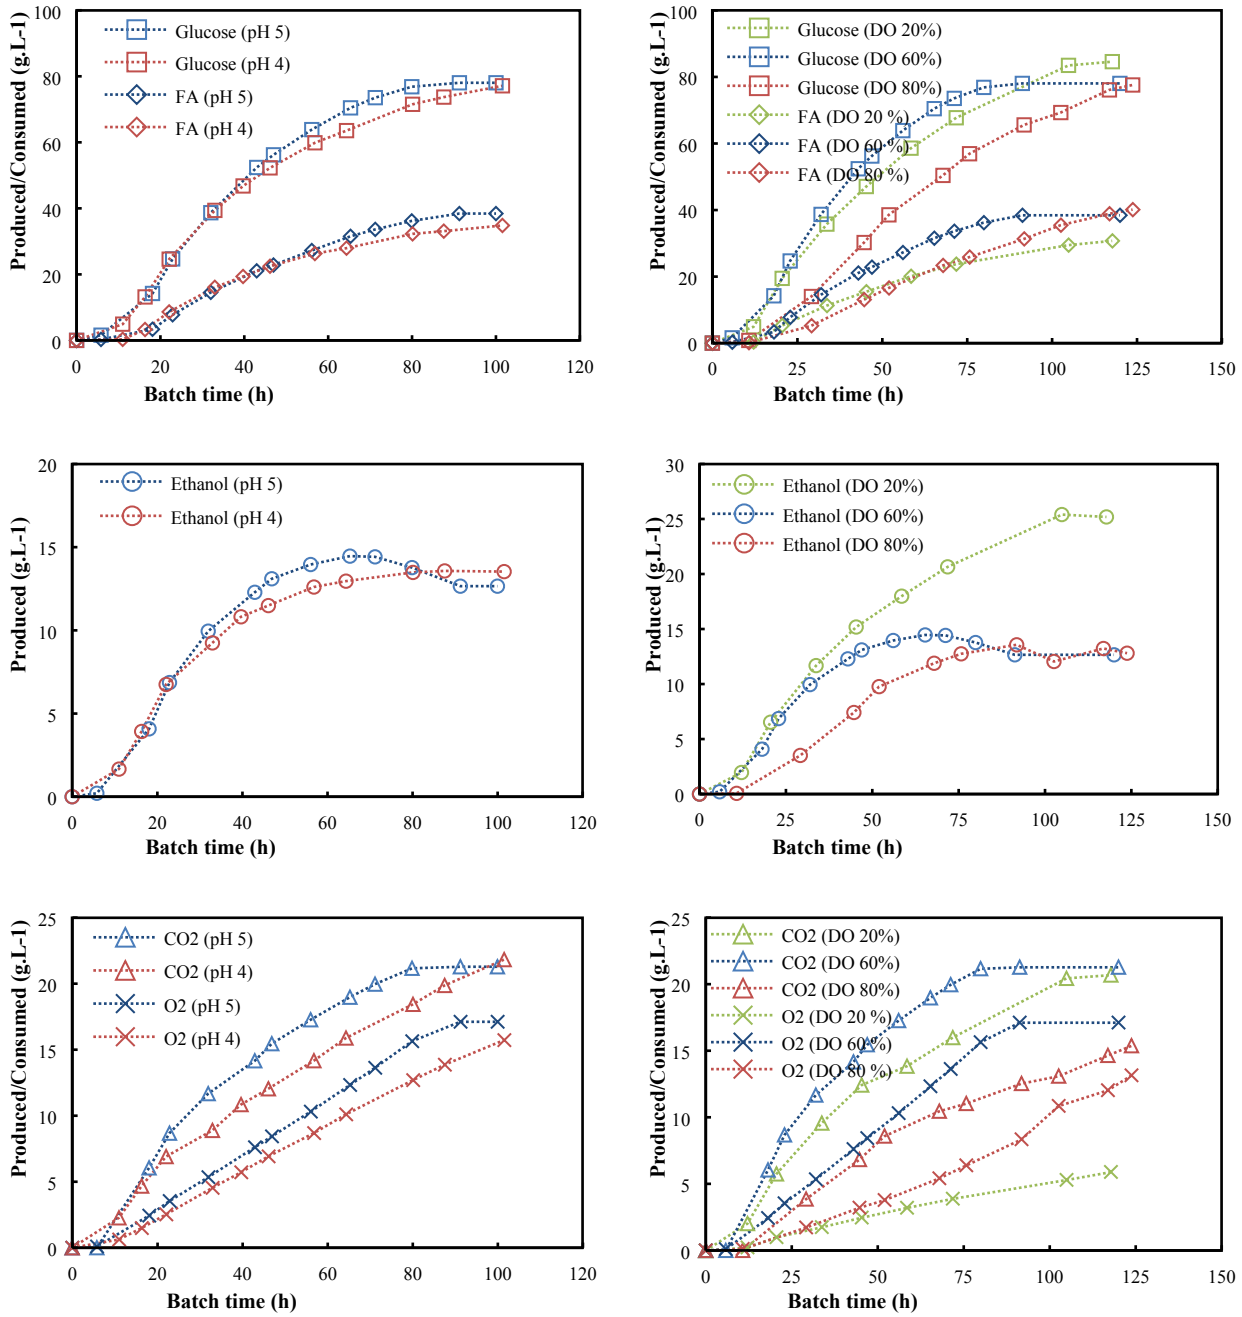 Produced/Consumed (g.L-1)
100
80
60
40
20
0
Glucose (pH 5)
Glucose (pH 4)
FA (pH 5)
FA (pH 4)
0 20 40 60 80 100 120
Batch time (h)
Produced/Consumed (g.L-1)
100
80
60
40
20
0
Glucose (DO 20%)
Glucose (DO 60%)
Glucose (DO 80%)
FA (DO 20 %)
FA (DO 60 %)
FA (DO 80 %)
0 25 50 75 100 125 150
Batch time (h)
Produced (g.L-1)
20
15
10
5
0
Ethanol (pH 5)
Ethanol (pH 4)
0 20 40 60 80 100 120
Batch time (h)
Produced (g.L-1)
30
25
20
15
10
5
0
Ethanol (DO 20%)
Ethanol (DO 60%)
Ethanol (DO 80%)
0 25 50 75 100 125 150
Batch time (h)
Produced/Consumed (g.L-1)
25
20
15
10
5
0
CO2 (pH 5)
CO2 (pH 4)
O2 (pH 5)
O2 (pH 4)
0 20 40 60 80 100 120
Batch time (h)
Produced/Consumed (g.L-1)
25
20
15
10
5
0
CO2 (DO 20%)
CO2 (DO 60%)
CO2 (DO 80%)
O2 (DO 20 %)
O2 (DO 60 %)
O2 (DO 80 %)
0 25 50 75 100 125 150
Batch time (h)